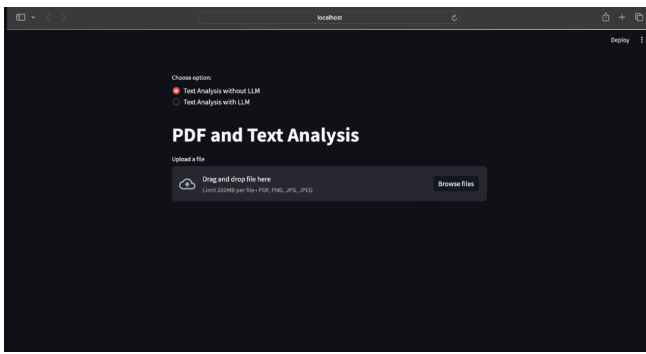 localhost
Deploy
Choose option:
Text Analysis without LLM
Text Analysis with LLM
PDF and Text Analysis
Upload a file
Drag and drop file here
Limit 200MB per file • PDF, PNG, JPG, JPEG
Browse files